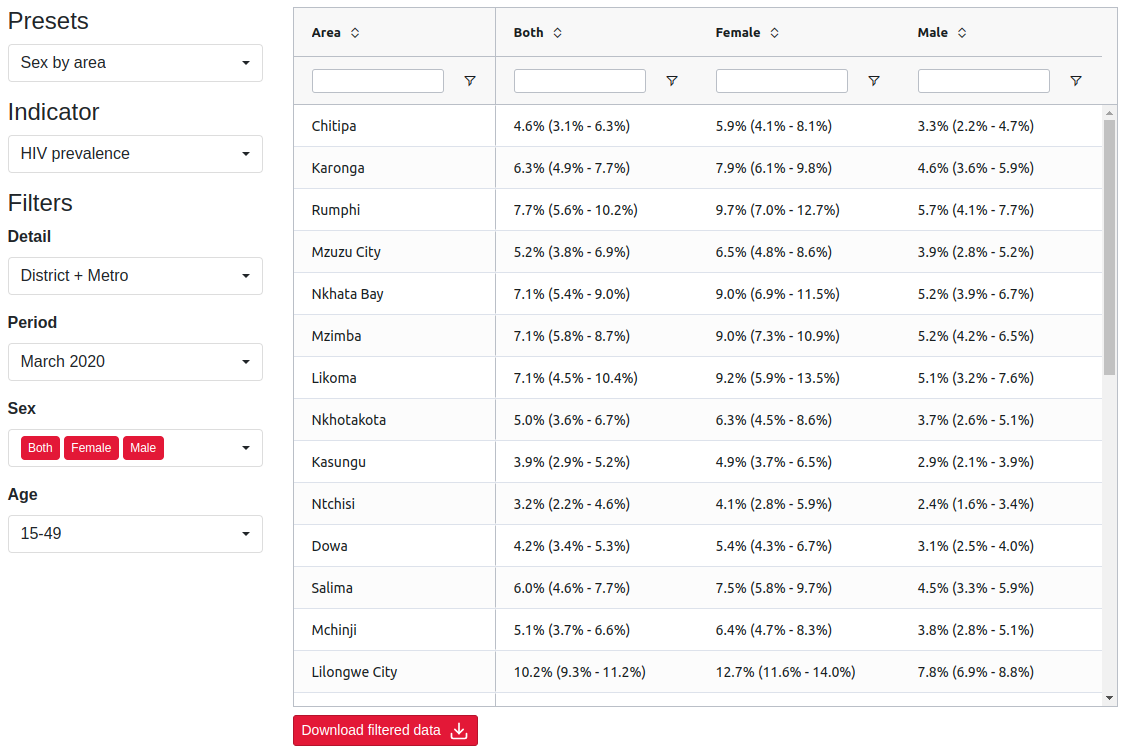 Presets
Sex by area
Indicator
HIV prevalence
Filters
Detail
District + Metro
Period
March 2020
Sex
Both Female Male
Age
15-49
Area Both Female Male
Chitipa 4.6% (3.1% - 6.3%) 5.9% (4.1% - 8.1%) 3.3% (2.2% - 4.7%)
Karonga 6.3% (4.9% - 7.7%) 7.9% (6.1% - 9.8%) 4.6% (3.6% - 5.9%)
Rumphi 7.7% (5.6% - 10.2%) 9.7% (7.0% - 12.7%) 5.7% (4.1% - 7.7%)
Mzuzu City 5.2% (3.8% - 6.9%) 6.5% (4.8% - 8.6%) 3.9% (2.8% - 5.2%)
Nkhata Bay 7.1% (5.4% - 9.0%) 9.0% (6.9% - 11.5%) 5.2% (3.9% - 6.7%)
Mzimba 7.1% (5.8% - 8.7%) 9.0% (7.3% - 10.9%) 5.2% (4.2% - 6.5%)
Likoma 7.1% (4.5% - 10.4%) 9.2% (5.9% - 13.5%) 5.1% (3.2% - 7.6%)
Nkhotakota 5.0% (3.6% - 6.7%) 6.3% (4.5% - 8.6%) 3.7% (2.6% - 5.1%)
Kasungu 3.9% (2.9% - 5.2%) 4.9% (3.7% - 6.5%) 2.9% (2.1% - 3.9%)
Ntchisi 3.2% (2.2% - 4.6%) 4.1% (2.8% - 5.9%) 2.4% (1.6% - 3.4%)
Dowa 4.2% (3.4% - 5.3%) 5.4% (4.3% - 6.7%) 3.1% (2.5% - 4.0%)
Salima 6.0% (4.6% - 7.7%) 7.5% (5.8% - 9.7%) 4.5% (3.3% - 5.9%)
Mchinji 5.1% (3.7% - 6.6%) 6.4% (4.7% - 8.3%) 3.8% (2.8% - 5.1%)
Lilongwe City 10.2% (9.3% - 11.2%) 12.7% (11.6% - 14.0%) 7.8% (6.9% - 8.8%)
Download filtered data